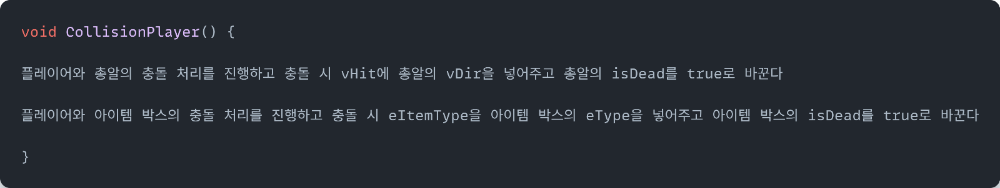 void CollisionPlayer() {
플레이어와 총알의 충돌 처리를 진행하고 충돌 시 vHit에 총알의 vDir을 넣어주고 총알의 isDead를 true로 바꾼다
플레이어와 아이템 박스의 충돌 처리를 진행하고 충돌 시 eItemType을 아이템 박스의 eType을 넣어주고 아이템 박스의 isDead를 true로 바꾼다
}